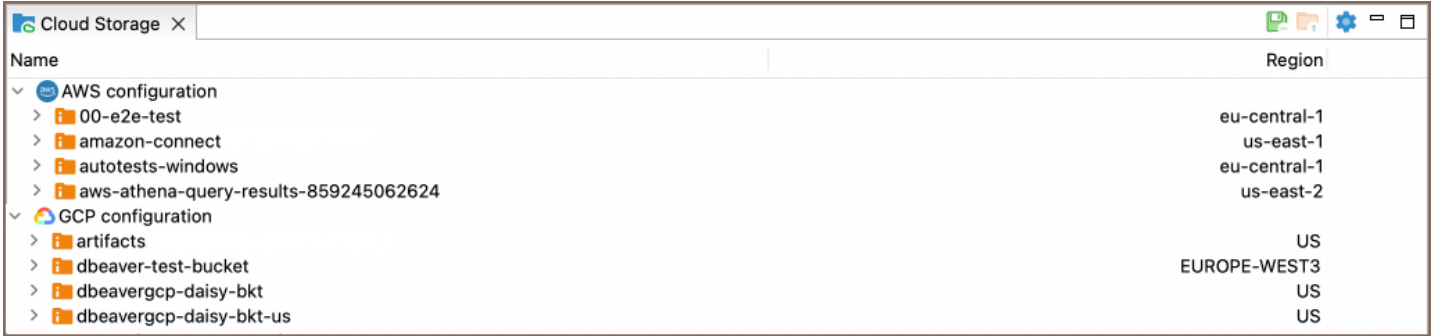 Cloud Storage
Name Region
aws AWS configuration
00-e2e-test eu-central-1
amazon-connect us-east-1
autotests-windows eu-central-1
aws-athena-query-results-859245062624 us-east-2
GCP configuration
artifacts US
dbeaver-test-bucket EUROPE-WEST3
dbeavergcp-daisy-bkt US
dbeavergcp-daisy-bkt-us US